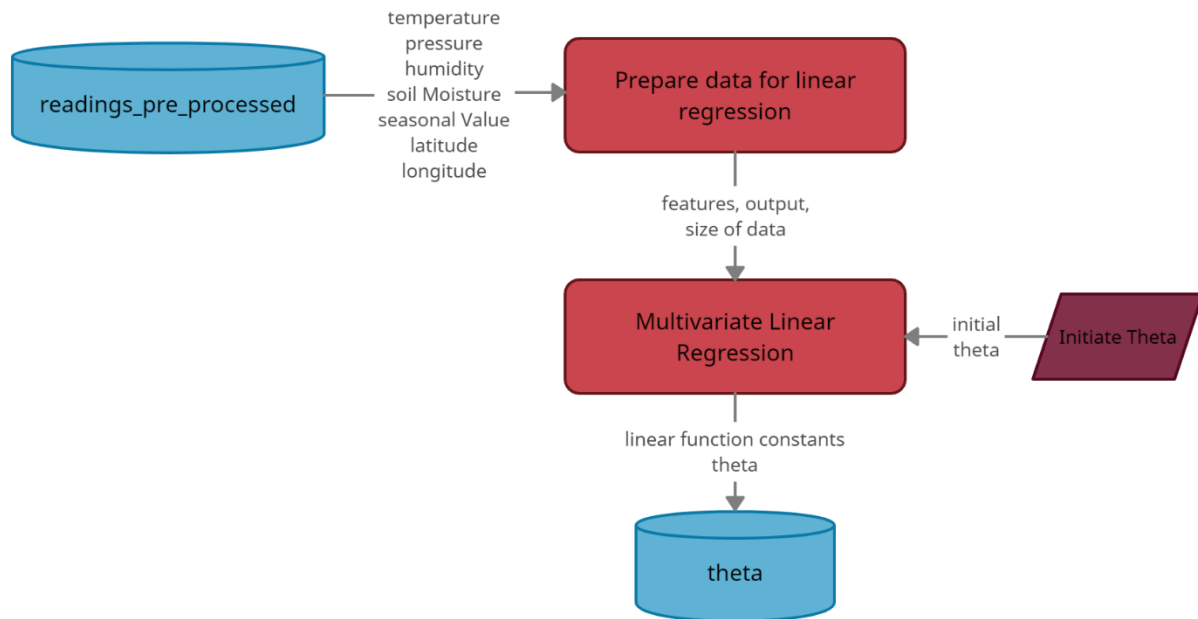 readings_pre_processed
temperature
pressure
humidity
soil Moisture
seasonal Value
latitude
longitude
Prepare data for linear
regression
features, output,
size of data
Multivariate Linear
Regression
initial
theta
Initiate Theta
linear function constants
theta
theta